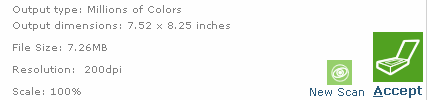 Output type: Millions of Colors
Output dimensions: 7.52 × 8.25 inches
File Size: 7.26MB
Resolution: 200dpi
Scale: 100%
New Scan
Accept